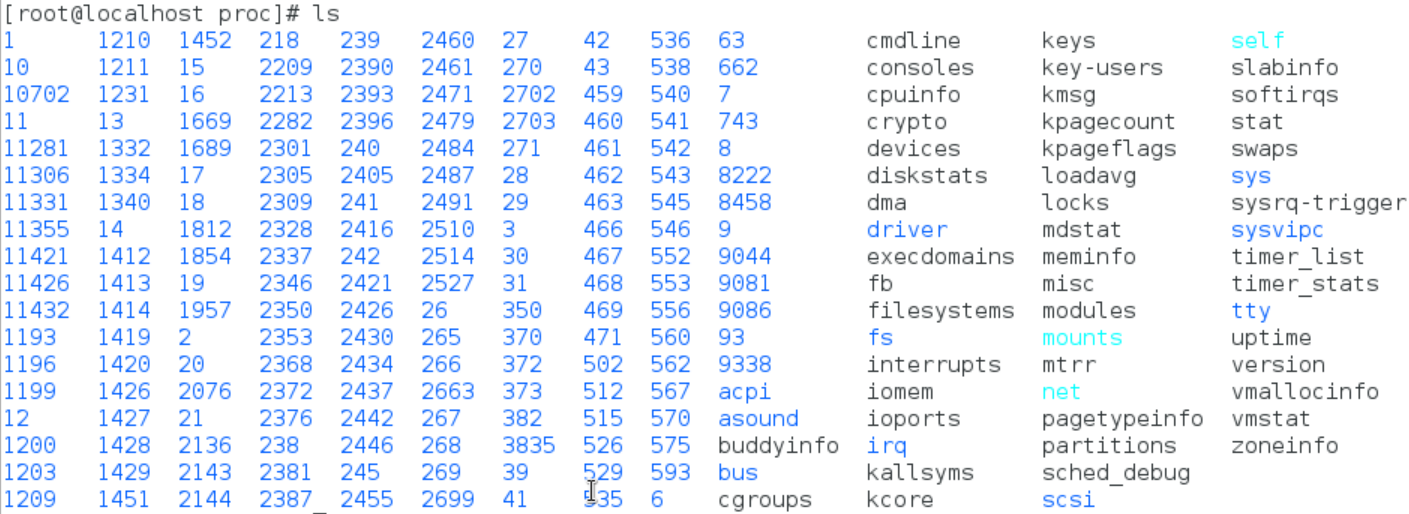 [root@localhost proc]# ls
1 1210 1452 218 239 2460 27 42 536 63 cmdline keys self
10 1211 15 2209 2390 2461 270 43 538 662 consoles key-users slabinfo
10702 1231 16 2213 2393 2471 2702 459 540 7 cpuinfo kmsg softirqs
11 13 1669 2282 2396 2479 2703 460 541 743 crypto kpagecount stat
11281 1332 1689 2301 240 2484 271 461 542 8 devices kpageflags swaps
11306 1334 17 2305 2405 2487 28 462 543 8222 diskstats loadavg sys
11331 1340 18 2309 241 2491 29 463 545 8458 dma locks sysrq-trigger
11355 14 1812 2328 2416 2510 3 466 546 9 driver mdstat sysvipc
11421 1412 1854 2337 242 2514 30 467 552 9044 execdomains meminfo timer_list
11426 1413 19 2346 2421 2527 31 468 553 9081 fb misc timer_stats
11432 1414 1957 2350 2426 26 350 469 556 9086 filesystems modules tty
1193 1419 2 2353 2430 265 370 471 560 93 fs mounts uptime
1196 1420 20 2368 2434 266 372 502 562 9338 interrupts mtrr version
1199 1426 2076 2372 2437 2663 373 512 567 acpi iomem net vmallocinfo
12 1427 21 2376 2442 267 382 515 570 asound ioports pagetypeinfo vmstat
1200 1428 2136 238 2446 268 3835 526 575 buddyinfo irq partitions zoneinfo
1203 1429 2143 2381 245 269 39 529 593 bus kallsyms sched_debug
1209 1451 2144 2387 2455 2699 41 535 6 cgroups kcore scsi